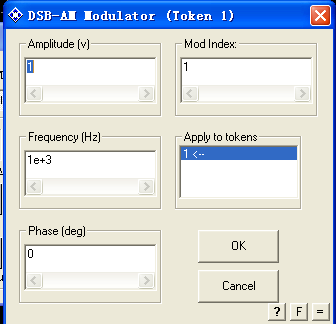 DSB-AM Modulator (Token 1)
Amplitude (v)
1
Mod Index:
1
Frequency (Hz)
1e+3
Apply to tokens
1 <--
Phase (deg)
0
OK
Cancel
? F =